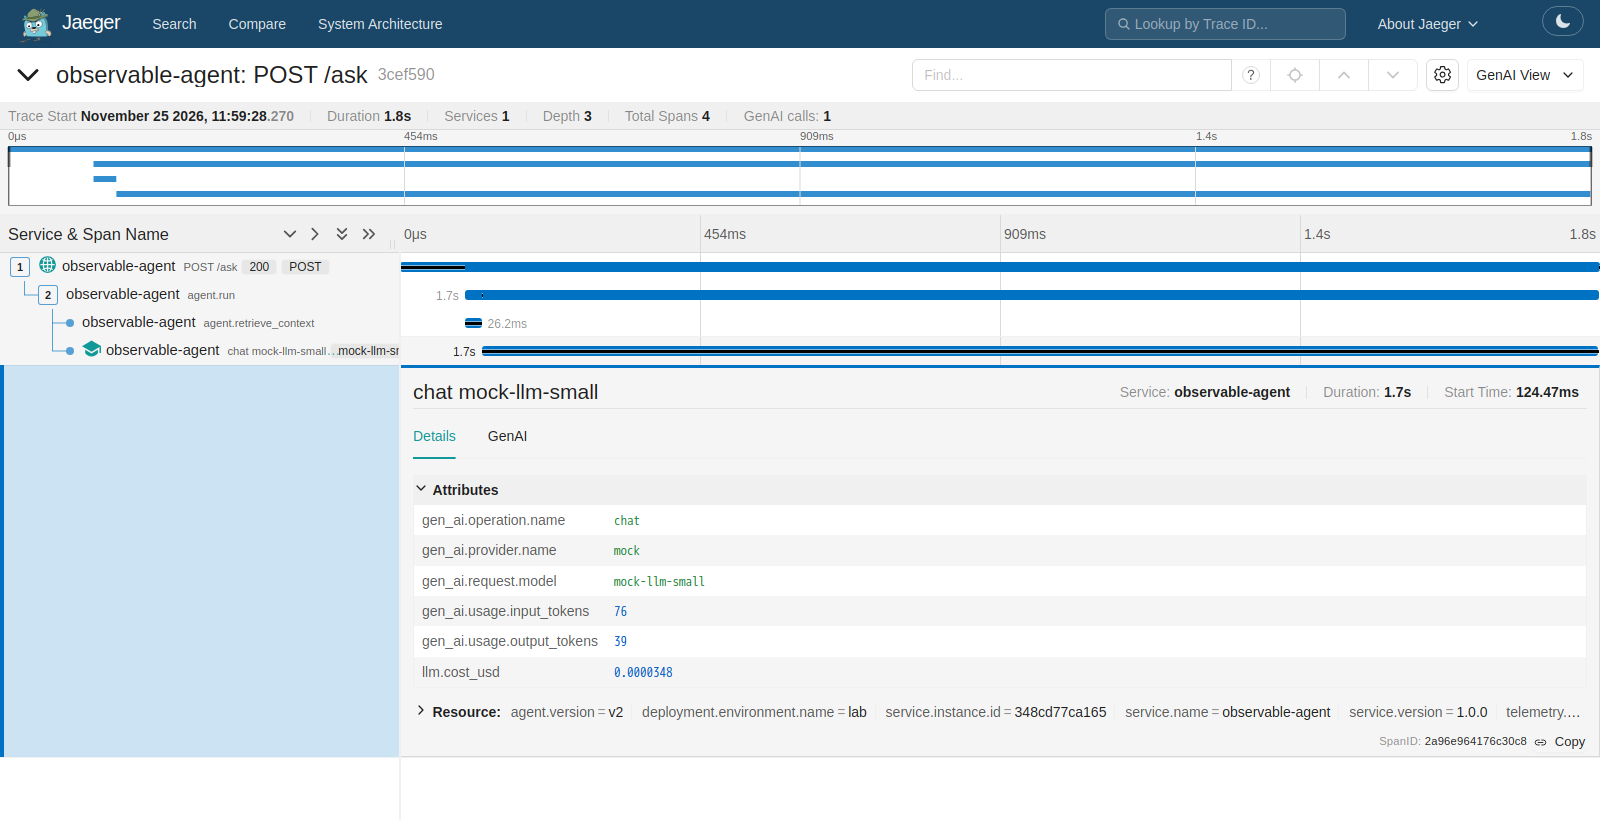 Jaeger Search Compare System Architecture Lookup by Trace ID... About Jaeger
observable-agent: POST /ask 3cef590 Find... ? GenAI View
Trace Start November 25 2026, 11:59:28.270 Duration 1.8s Services 1 Depth 3 Total Spans 4 GenAI calls: 1
0μs 454ms 909ms 1.4s 1.8s
Service & Span Name 0μs 454ms 909ms 1.4s 1.8s
1 observable-agent POST /ask 200 POST
2 observable-agent agent.run 1.7s
observable-agent agent.retrieve_context 26.2ms
observable-agent chat mock-llm-small... mock-llm-sr 1.7s
chat mock-llm-small Service: observable-agent Duration: 1.7s Start Time: 124.47ms
Details GenAI
Attributes
gen_ai.operation.name chat
gen_ai.provider.name mock
gen_ai.request.model mock-llm-small
gen_ai.usage.input_tokens 76
gen_ai.usage.output_tokens 39
llm.cost_usd 0.0000348
Resource: agent.version = v2 deployment.environment.name = lab service.instance.id = 348cd77ca165 service.name = observable-agent service.version = 1.0.0 telemetry....
SpanID: 2a96e964176c30c8 Copy